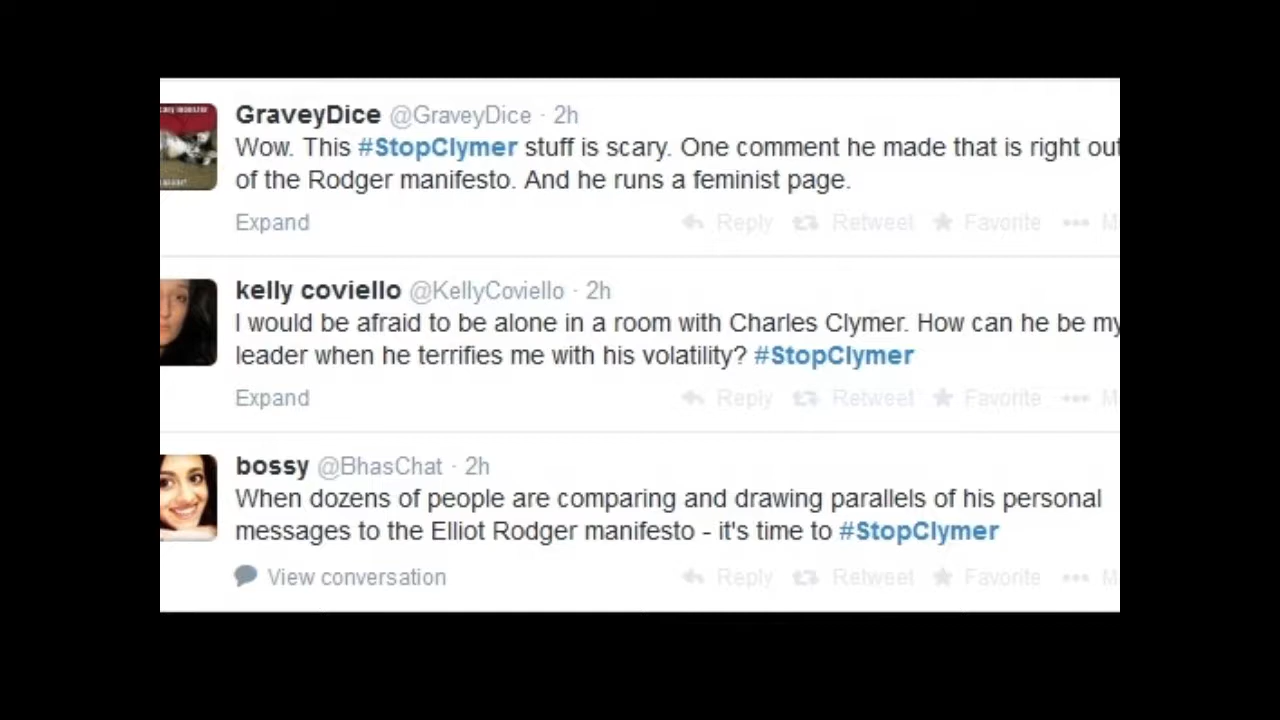 GraveyDice @GraveyDice · 2h
Wow. This #StopClymer stuff is scary. One comment he made that is right out
of the Rodger manifesto. And he runs a feminist page.
Expand Reply Retweet Favorite ••• M
kelly coviello @KellyCoviello · 2h
I would be afraid to be alone in a room with Charles Clymer. How can he be my
leader when he terrifies me with his volatility? #StopClymer
Expand Reply Retweet Favorite ••• M
bossy @BhasChat · 2h
When dozens of people are comparing and drawing parallels of his personal
messages to the Elliot Rodger manifesto - it's time to #StopClymer
View conversation Reply Retweet Favorite ••• M